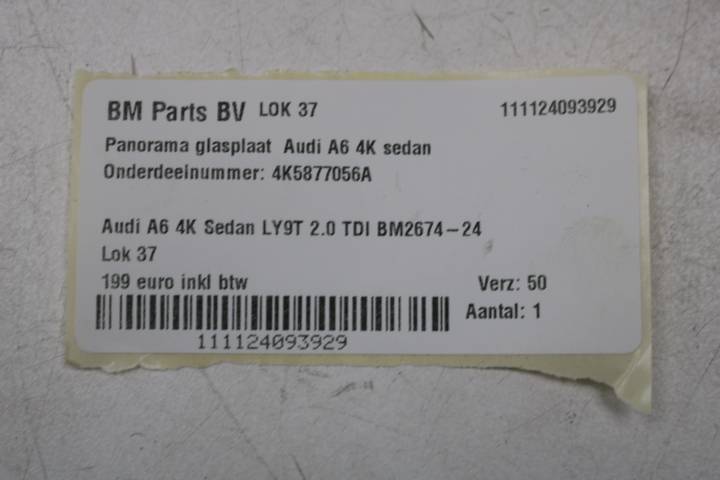 BM Parts BV LOK 37 111124093929
Panorama glasplaat Audi A6 4K sedan
Onderdeelnummer: 4K5877056A
Audi A6 4K Sedan LY9T 2.0 TDI BM2674-24
Lok 37
199 euro inkl btw Verz: 50
Aantal: 1
111124093929